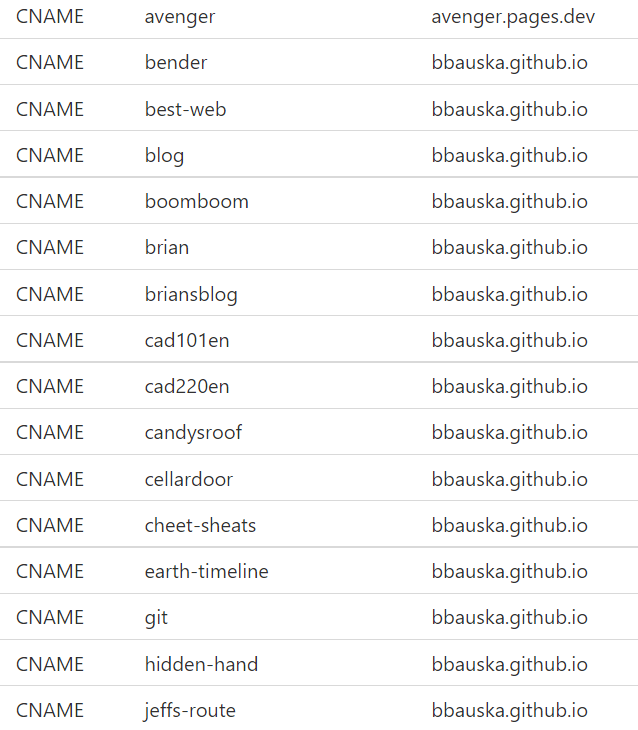 CNAME avenger avenger.pages.dev
CNAME bender bbauska.github.io
CNAME best-web bbauska.github.io
CNAME blog bbauska.github.io
CNAME boomboom bbauska.github.io
CNAME brian bbauska.github.io
CNAME briansblog bbauska.github.io
CNAME cad101en bbauska.github.io
CNAME cad220en bbauska.github.io
CNAME candysroof bbauska.github.io
CNAME cellardoor bbauska.github.io
CNAME cheet-sheats bbauska.github.io
CNAME earth-timeline bbauska.github.io
CNAME git bbauska.github.io
CNAME hidden-hand bbauska.github.io
CNAME jeffs-route bbauska.github.io